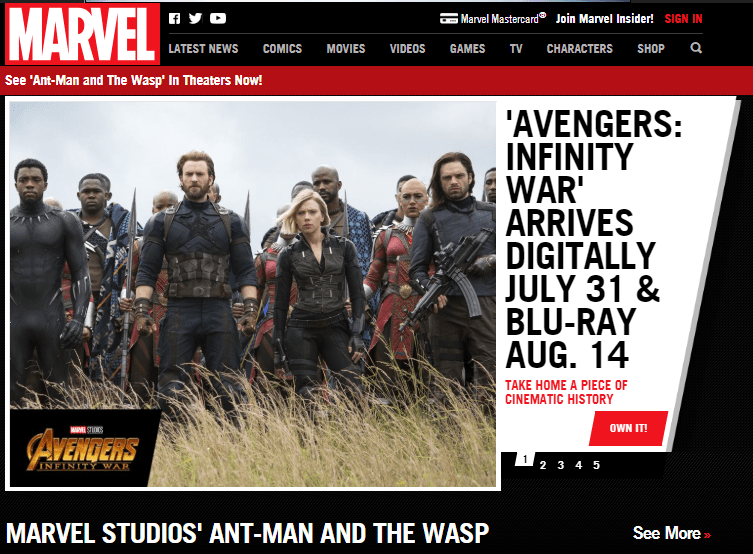 MARVEL
Marvel Mastercard® Join Marvel Insider! SIGN IN
LATEST NEWS COMICS MOVIES VIDEOS GAMES TV CHARACTERS SHOP
See 'Ant-Man and The Wasp' In Theaters Now!
'AVENGERS:
INFINITY
WAR'
ARRIVES
DIGITALLY
JULY 31 &
BLU-RAY
AUG. 14
TAKE HOME A PIECE OF
CINEMATIC HISTORY
OWN IT!
MARVEL STUDIOS
AVENGERS
INFINITY WAR
1 2 3 4 5
MARVEL STUDIOS' ANT-MAN AND THE WASP See More »